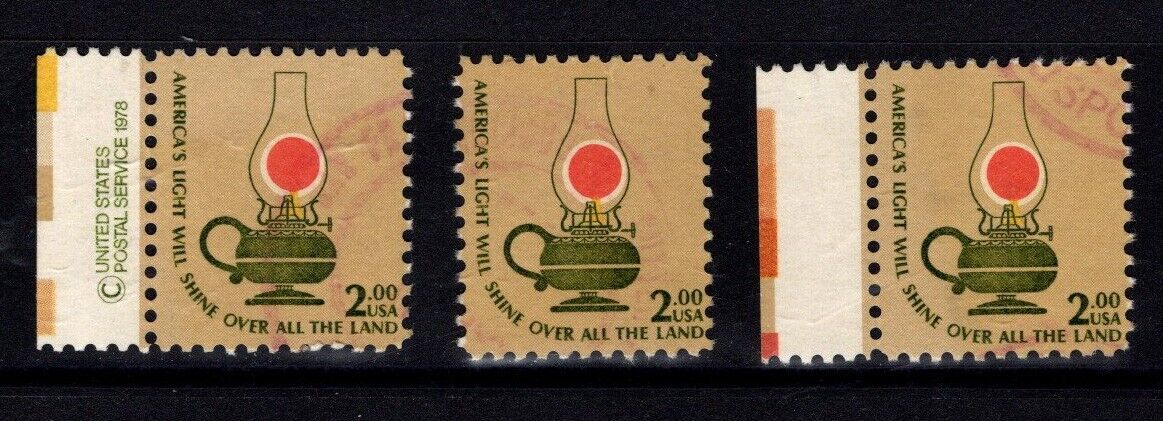 © UNITED STATES
POSTAL SERVICE 1978
AMERICA'S LIGHT WILL SHINE OVER ALL THE LAND
2.00
USA
AMERICA'S LIGHT WILL SHINE OVER ALL THE LAND
2.00
USA
AMERICA'S LIGHT WILL SHINE OVER ALL THE LAND
2.00
USA